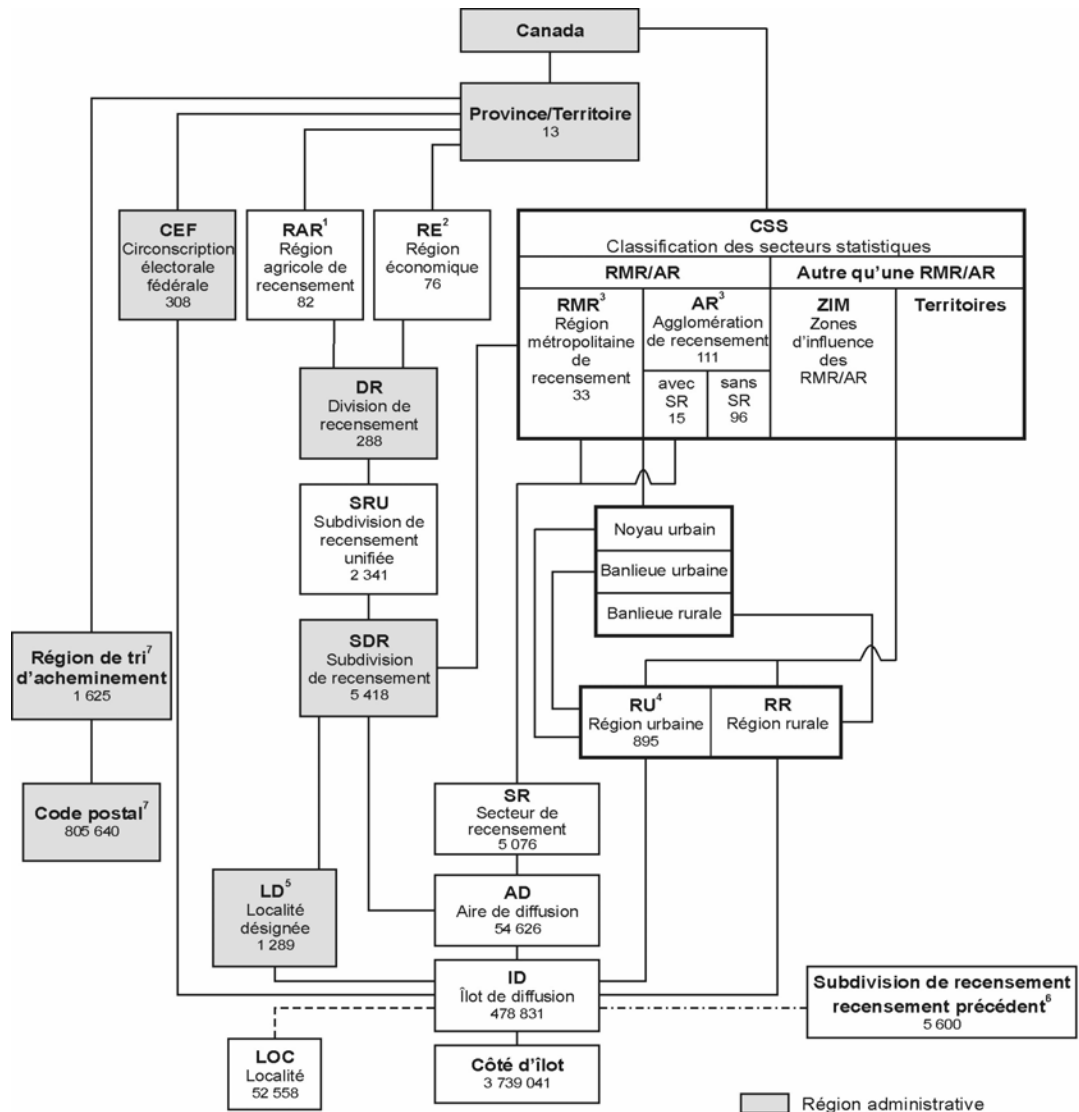 Canada
Province/Territoire
13
CEF
Circonscription
électorale
fédérale
308
RAR1
Région
agricole de
recensement
82
RE2
Région
économique
76
CSS
Classification des secteurs statistiques
RMR/AR
Autre qu'une RMR/AR
RMR3
Région
métropolitaine
de
recensement
33
AR3
Agglomération
de recensement
111
avec
SR
15
sans
SR
96
ZIM
Zones
d'influence
des
RMR/AR
Territoires
DR
Division de
recensement
288
SRU
Subdivision de
recensement
unifiée
2 341
Noyau urbain
Banlieue urbaine
Banlieue rurale
Région de tri7
d'acheminement
1 625
SDR
Subdivision
de recensement
5 418
RU4
Région urbaine
895
RR
Région rurale
Code postal7
805 640
SR
Secteur de
recensement
5 076
LD5
Localité
désignée
1 289
AD
Aire de diffusion
54 626
ID
Îlot de diffusion
478 831
Subdivision de recensement
recensement précédent6
5 600
LOC
Localité
52 558
Côté d'îlot
3 739 041
Région administrative